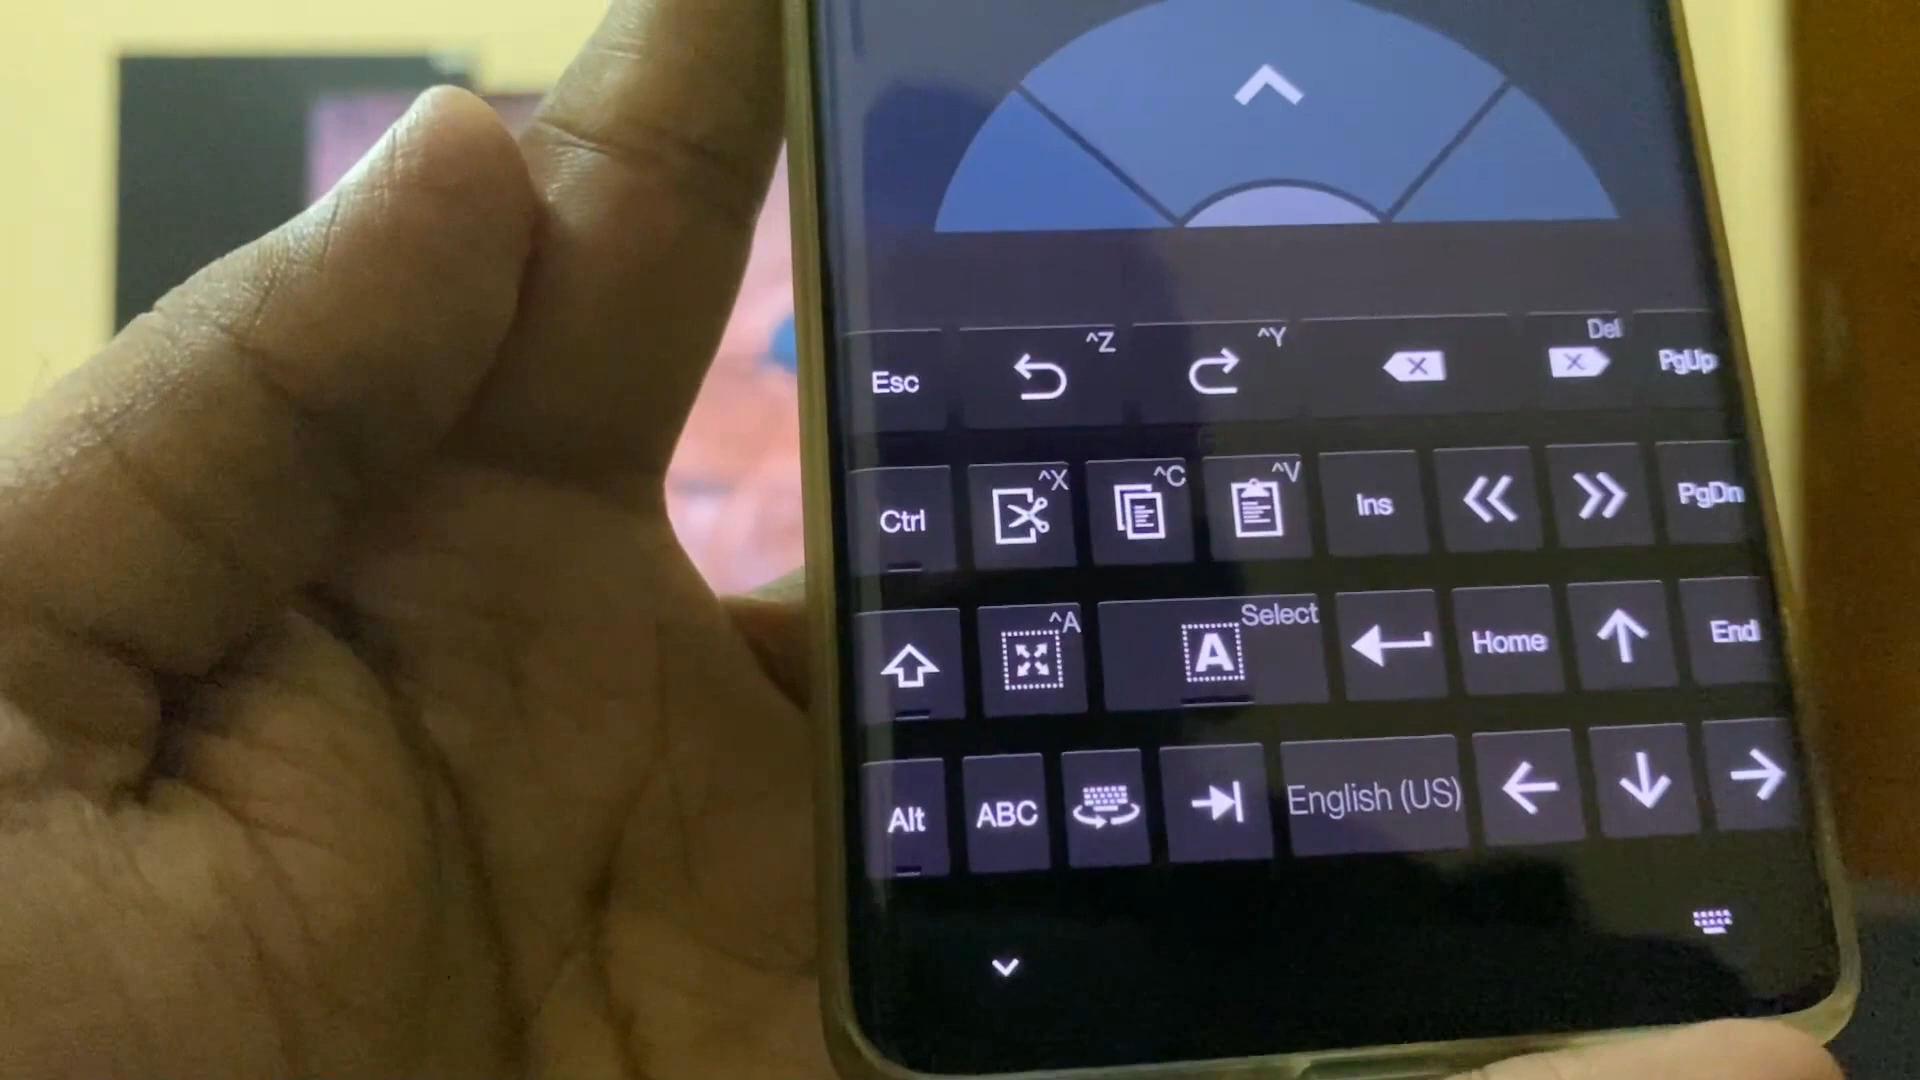 Esc ^Z ^Y Del PgUp
Ctrl ^X ^C ^V Ins PgDn
^A A Select Home End
Alt ABC English (US)